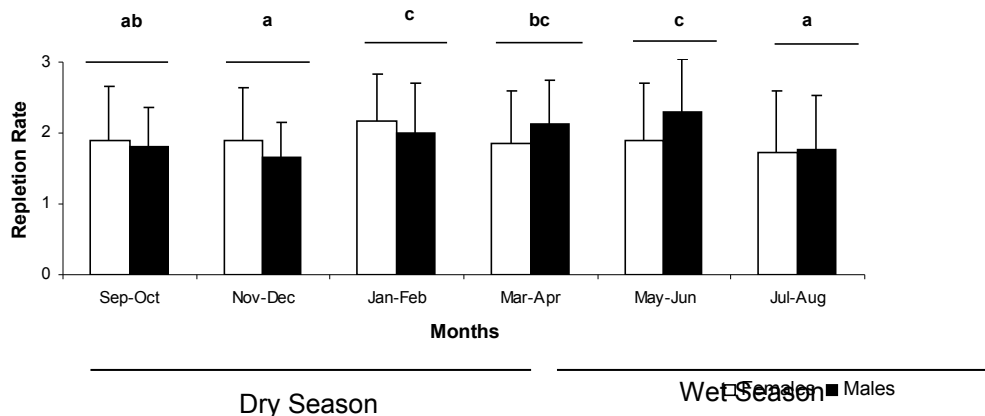 ab a c bc c a
3
2
1
0
Repletion Rate
Sep-Oct Nov-Dec Jan-Feb Mar-Apr May-Jun Jul-Aug
Months
Dry Season
Wet Season
Females Males